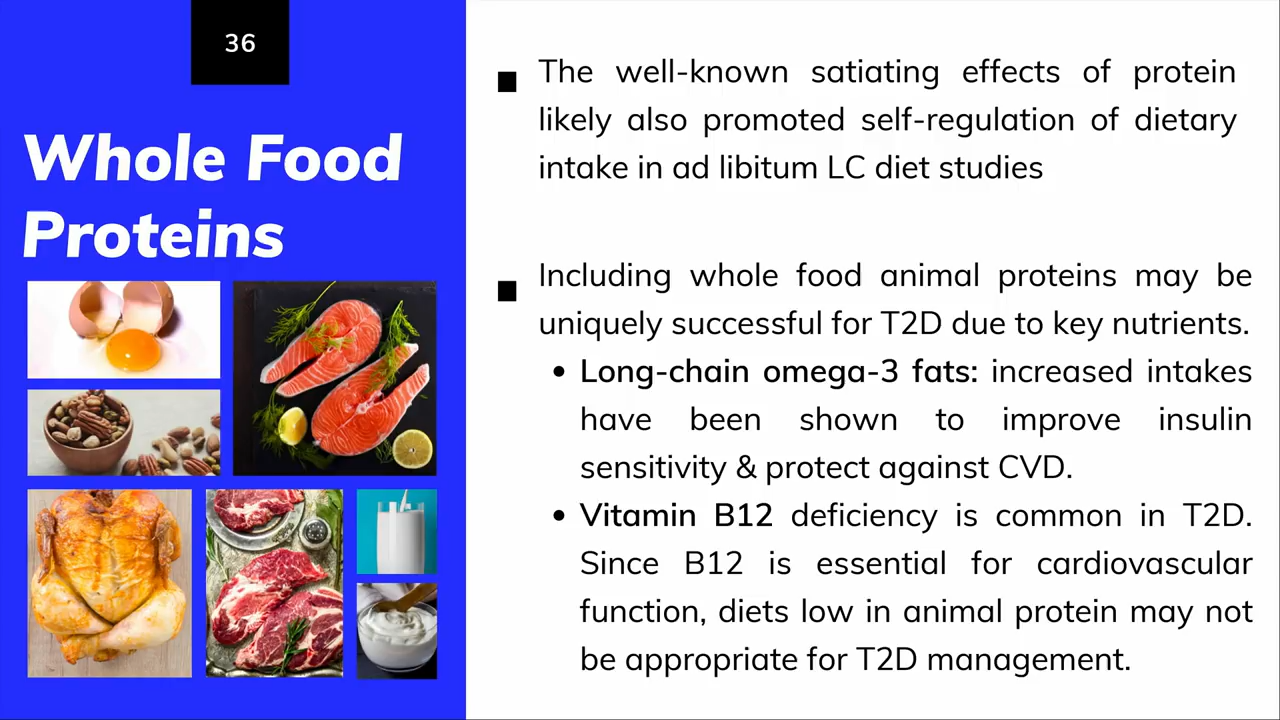 36
Whole Food
Proteins
The well-known satiating effects of protein
likely also promoted self-regulation of dietary
intake in ad libitum LC diet studies
Including whole food animal proteins may be
uniquely successful for T2D due to key nutrients.
• Long-chain omega-3 fats: increased intakes
have been shown to improve insulin
sensitivity & protect against CVD.
• Vitamin B12 deficiency is common in T2D.
Since B12 is essential for cardiovascular
function, diets low in animal protein may not
be appropriate for T2D management.